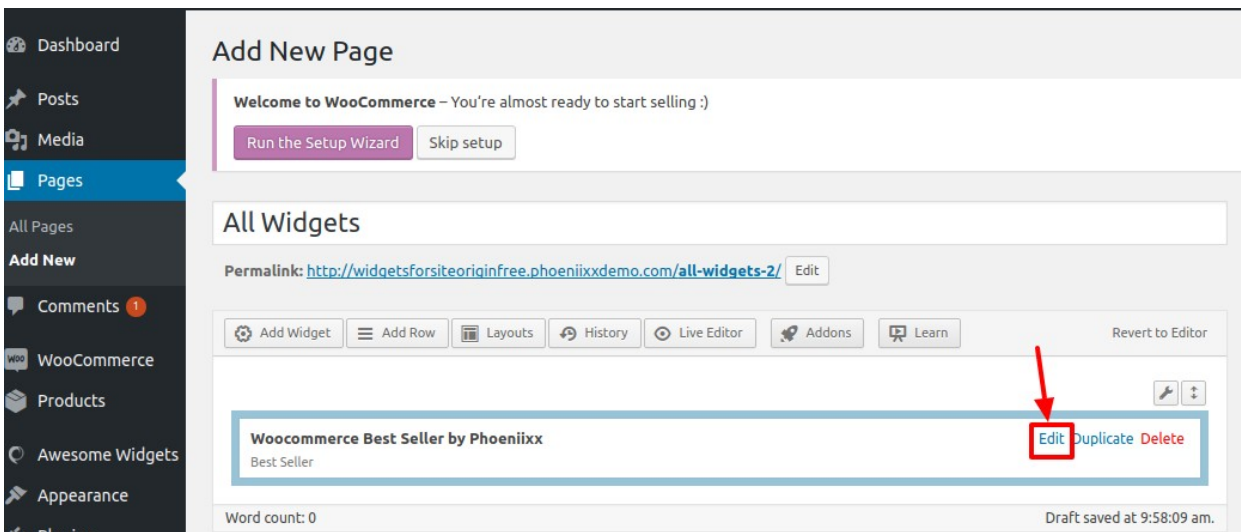 Dashboard
Posts
Media
Pages
All Pages
Add New
Comments 1
WOO WooCommerce
Products
Awesome Widgets
Appearance
Add New Page
Welcome to WooCommerce – You're almost ready to start selling :)
Run the Setup Wizard Skip setup
All Widgets
Permalink: http://widgetsforsiteoriginfree.phoeniixxdemo.com/all-widgets-2/ Edit
Add Widget Add Row Layouts History Live Editor Addons Learn Revert to Editor
Woocommerce Best Seller by Phoeniixx Edit Duplicate Delete
Best Seller
Word count: 0 Draft saved at 9:58:09 am.